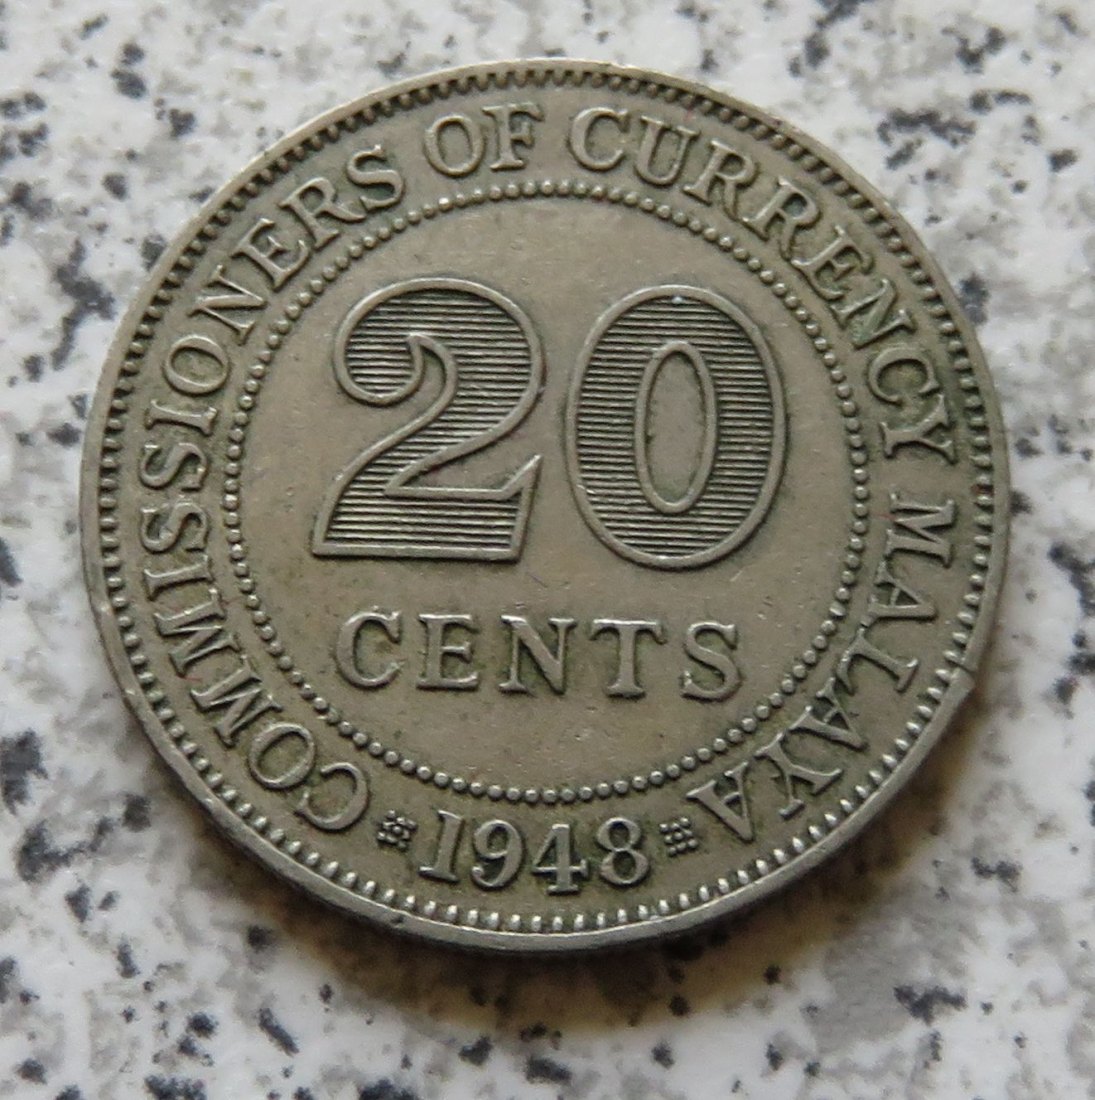 COMMISSIONERS OF CURRENCY MALAYA
20
CENTS
1948